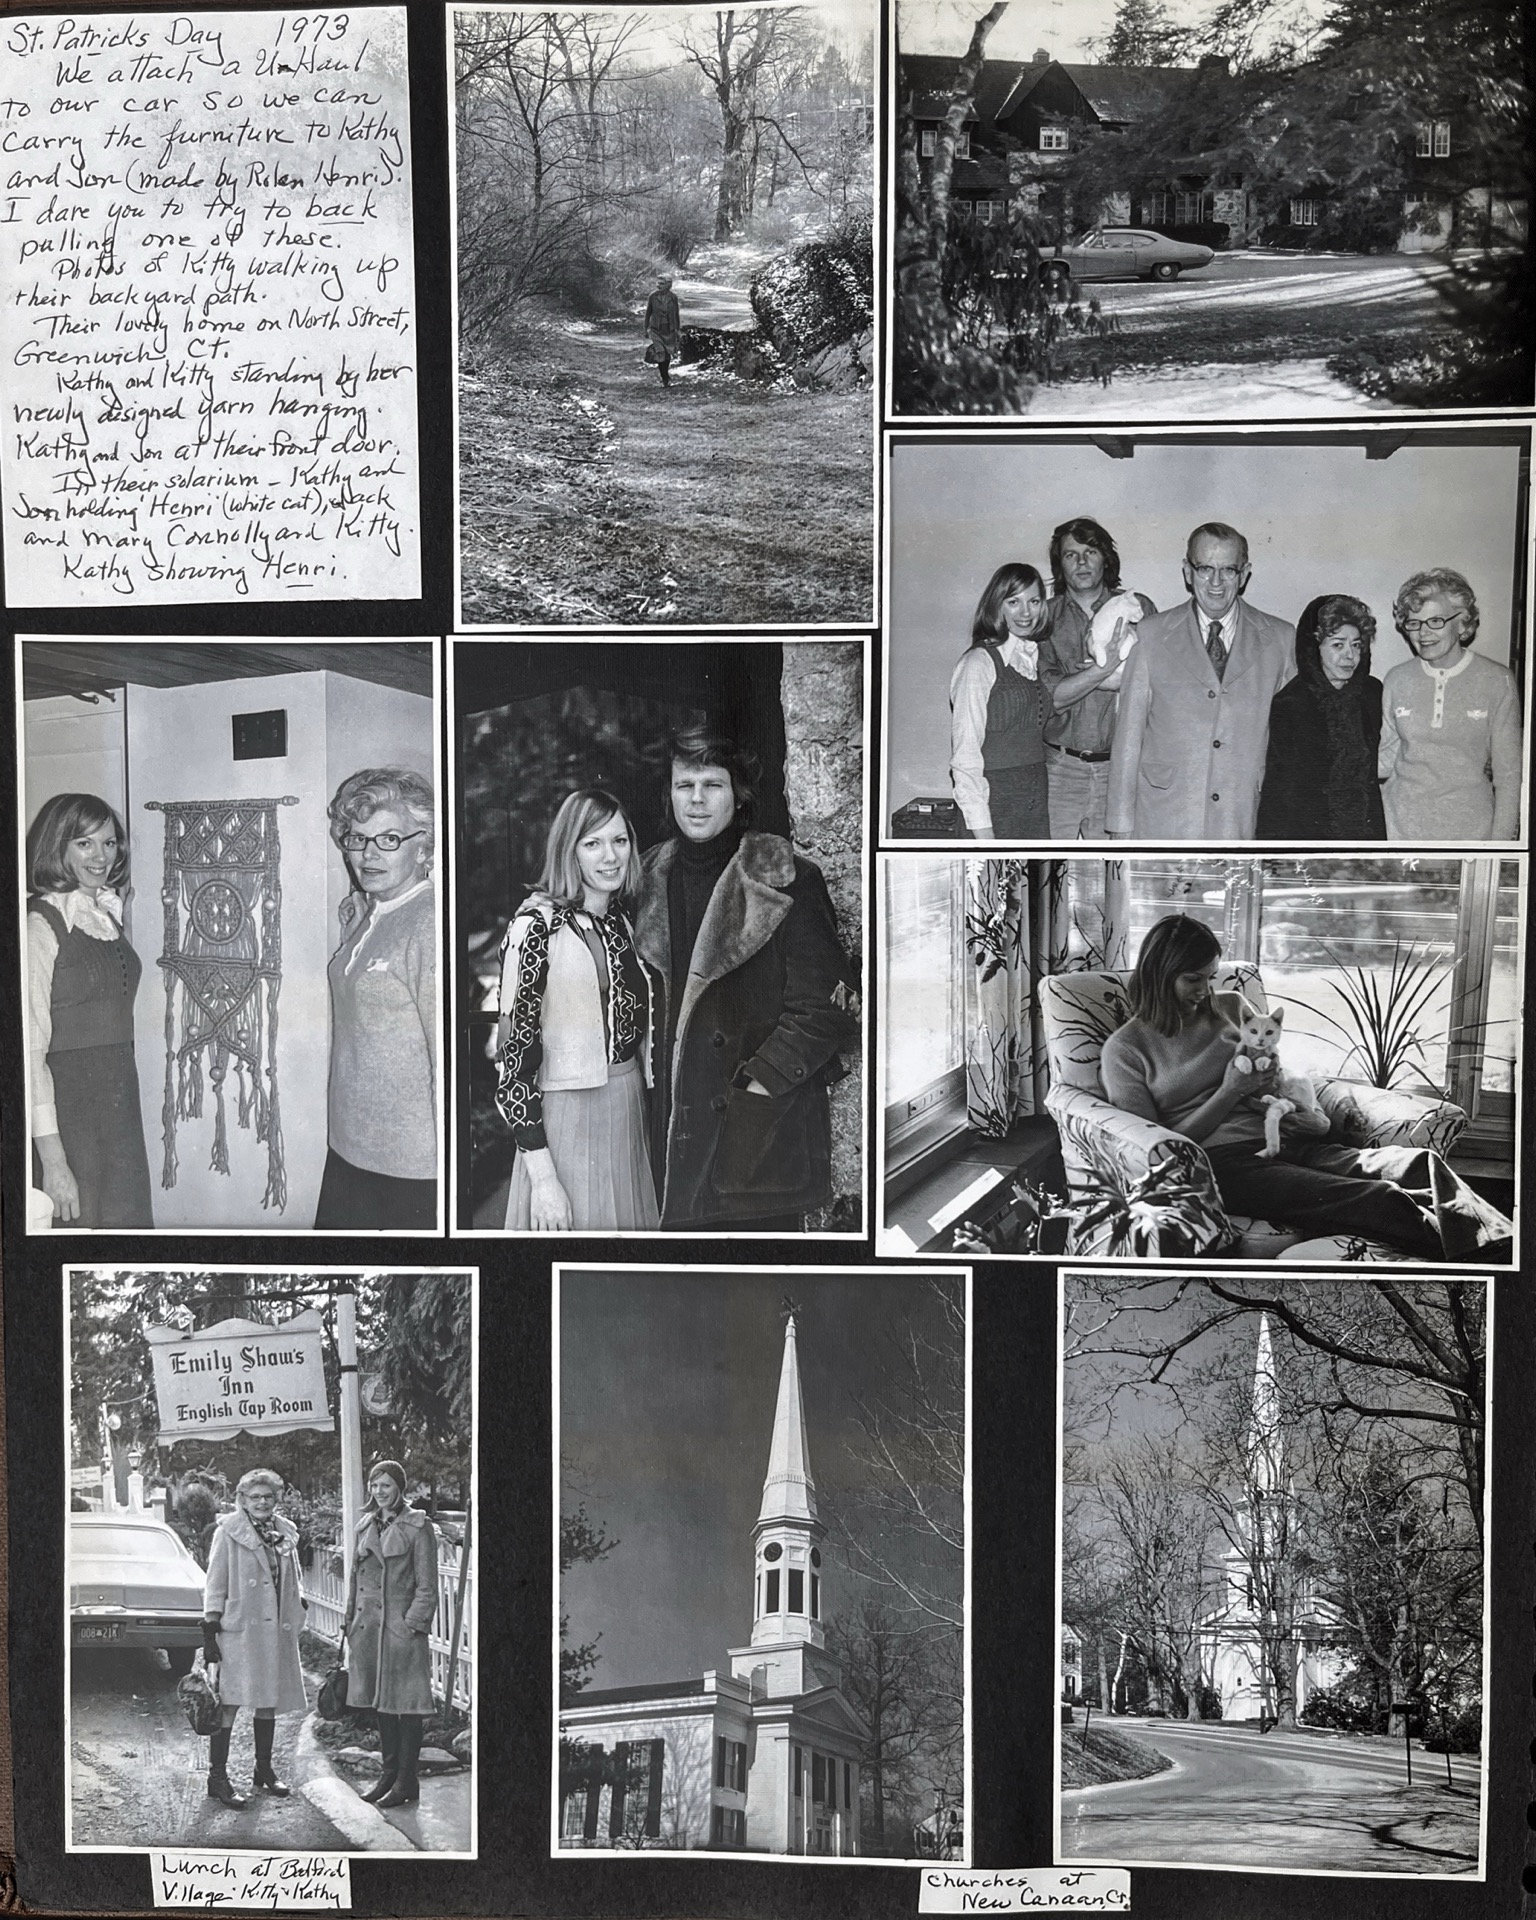 St. Patricks Day 1973
We attach a U-Haul
to our car so we can
carry the furniture to Kathy
and Jon (made by Rolen Henri).
I dare you to try to back
pulling one of these.
Photos of Kitty walking up
their backyard path.
Their lovely home on North Street,
Greenwich, Ct.
Kathy and Kitty standing by her
newly designed yarn hanging.
Kathy and Jon at their front door.
In their solarium - Kathy and
Jon holding "Henri" (white cat), Jack
and Mary Connolly and Kitty.
Kathy showing Henri.
Emily Shaw's
Inn
English Tap Room
008 21K
Lunch at Bedford
Village: Kitty & Kathy
Churches at
New Canaan, Ct.